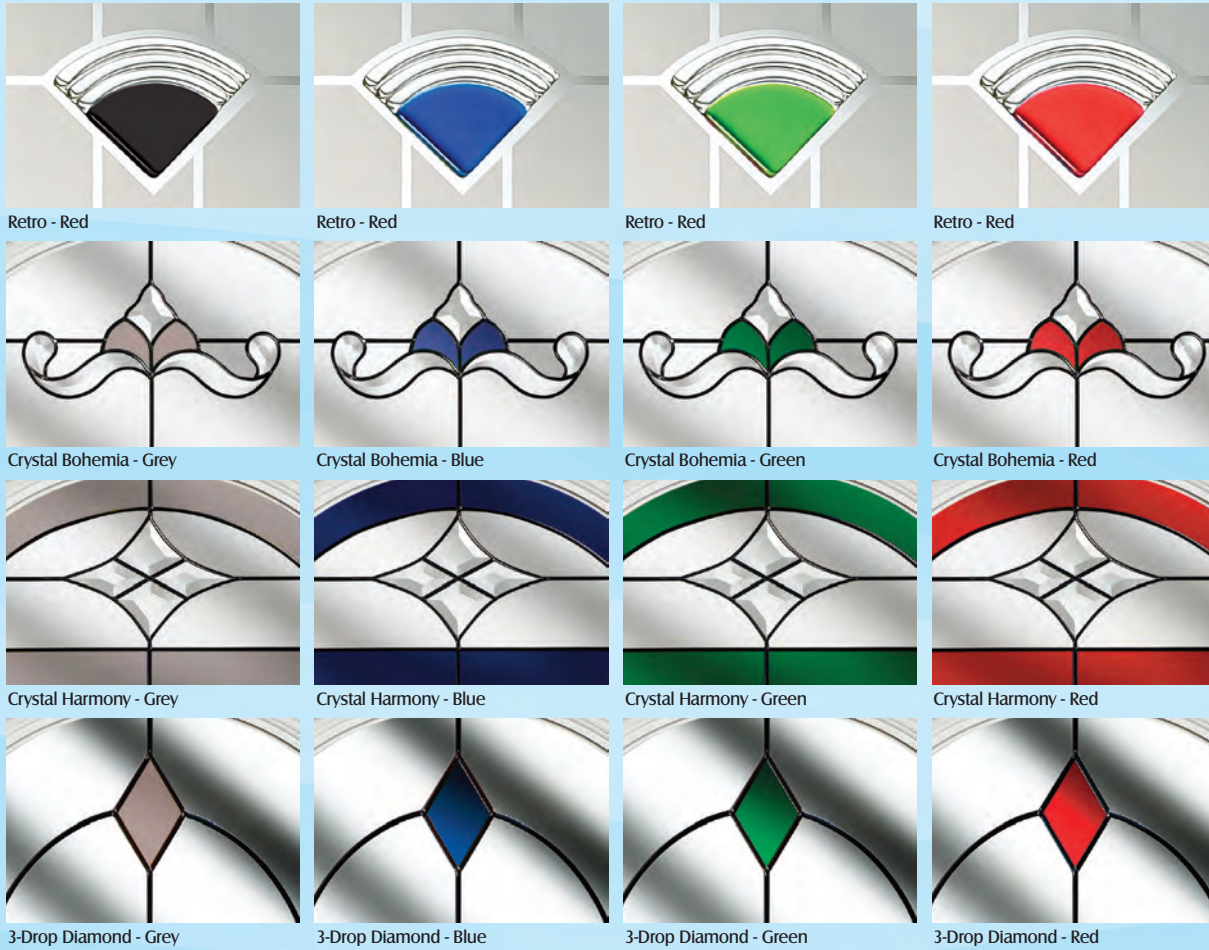 Retro - Red
Retro - Red
Retro - Red
Retro - Red
Crystal Bohemia - Grey
Crystal Bohemia - Blue
Crystal Bohemia - Green
Crystal Bohemia - Red
Crystal Harmony - Grey
Crystal Harmony - Blue
Crystal Harmony - Green
Crystal Harmony - Red
3-Drop Diamond - Grey
3-Drop Diamond - Blue
3-Drop Diamond - Green
3-Drop Diamond - Red